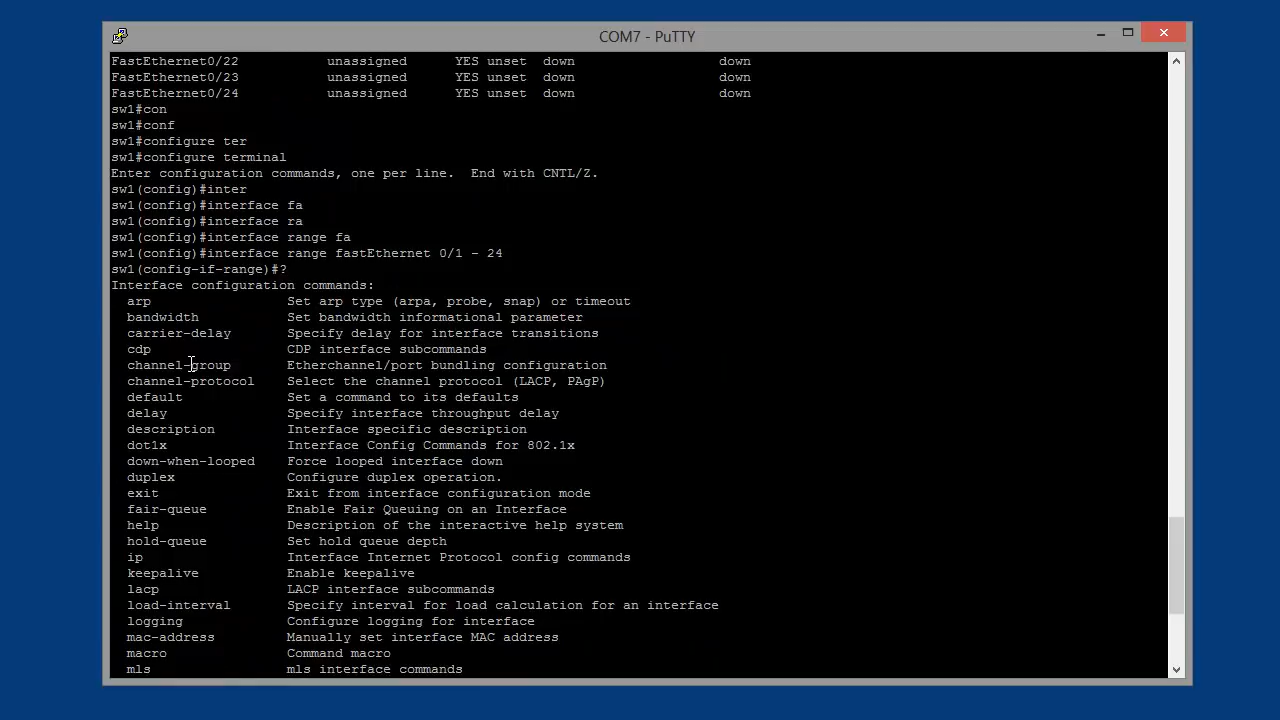 COM7 - PuTTY
FastEthernet0/22 unassigned YES unset down down
FastEthernet0/23 unassigned YES unset down down
FastEthernet0/24 unassigned YES unset down down
sw1#con
sw1#conf
sw1#configure ter
sw1#configure terminal
Enter configuration commands, one per line. End with CNTL/Z.
sw1(config)#inter
sw1(config)#interface fa
sw1(config)#interface ra
sw1(config)#interface range fa
sw1(config)#interface range fastEthernet 0/1 - 24
sw1(config-if-range)#?
Interface configuration commands:
arp Set arp type (arpa, probe, snap) or timeout
bandwidth Set bandwidth informational parameter
carrier-delay Specify delay for interface transitions
cdp CDP interface subcommands
channel-group Etherchannel/port bundling configuration
channel-protocol Select the channel protocol (LACP, PAgP)
default Set a command to its defaults
delay Specify interface throughput delay
description Interface specific description
dot1x Interface Config Commands for 802.1x
down-when-looped Force looped interface down
duplex Configure duplex operation.
exit Exit from interface configuration mode
fair-queue Enable Fair Queuing on an Interface
help Description of the interactive help system
hold-queue Set hold queue depth
ip Interface Internet Protocol config commands
keepalive Enable keepalive
lacp LACP interface subcommands
load-interval Specify interval for load calculation for an interface
logging Configure logging for interface
mac-address Manually set interface MAC address
macro Command macro
mls mls interface commands